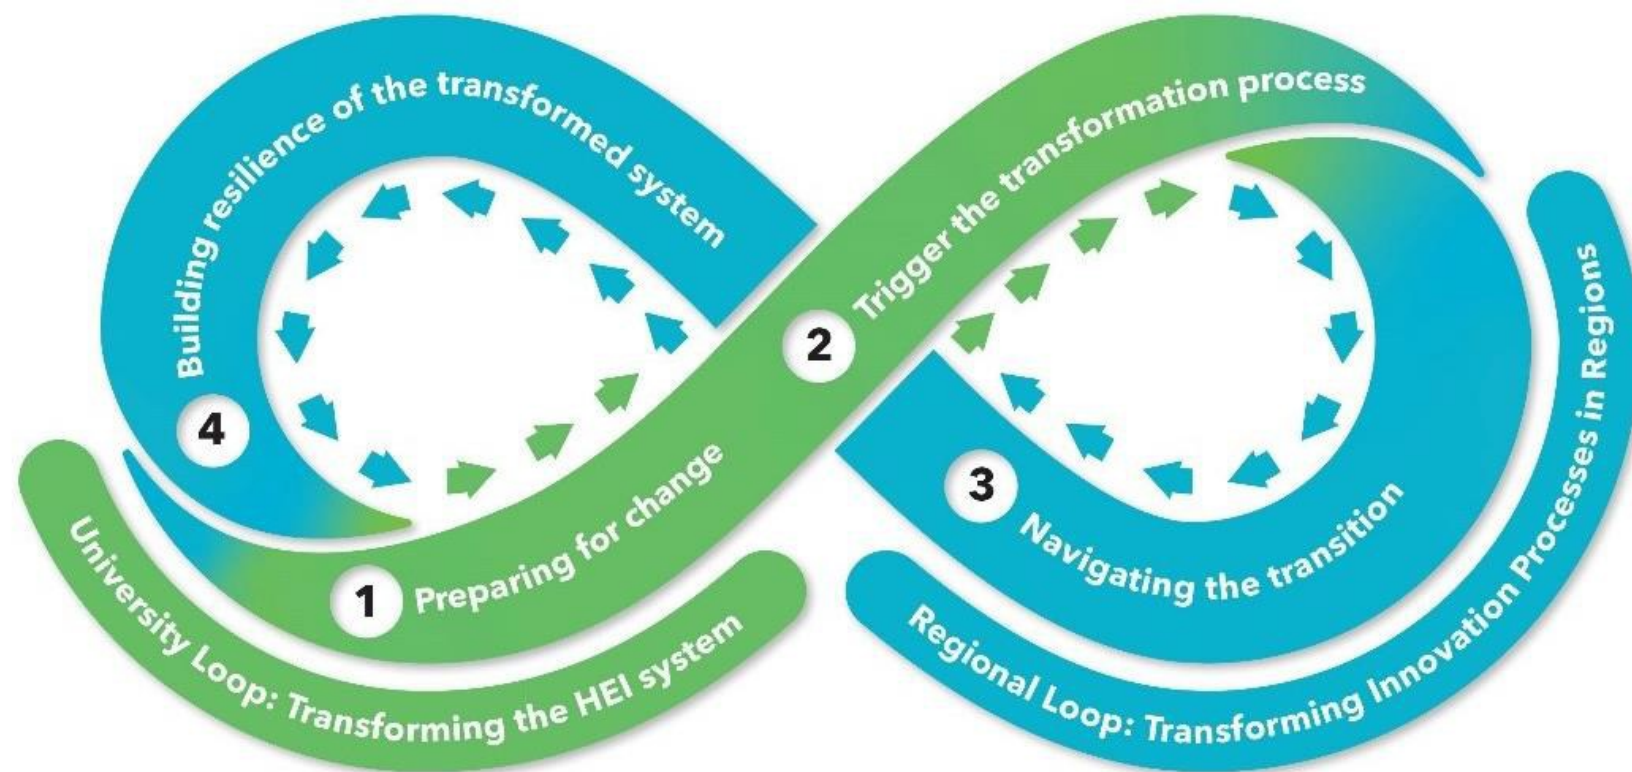 1
Preparing for change
2
Trigger the transformation process
3
Navigating the transition
4
Building resilience of the transformed system
University Loop: Transforming the HEI system
Regional Loop: Transforming Innovation Processes in Regions